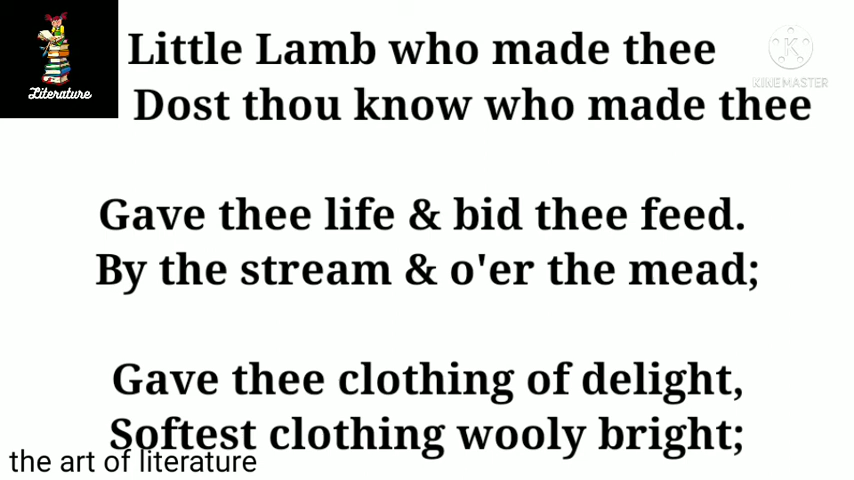 Literature
Little Lamb who made thee
KINEMASTER
Dost thou know who made thee
Gave thee life & bid thee feed.
By the stream & o'er the mead;
Gave thee clothing of delight,
Softest clothing wooly bright;
the art of literature